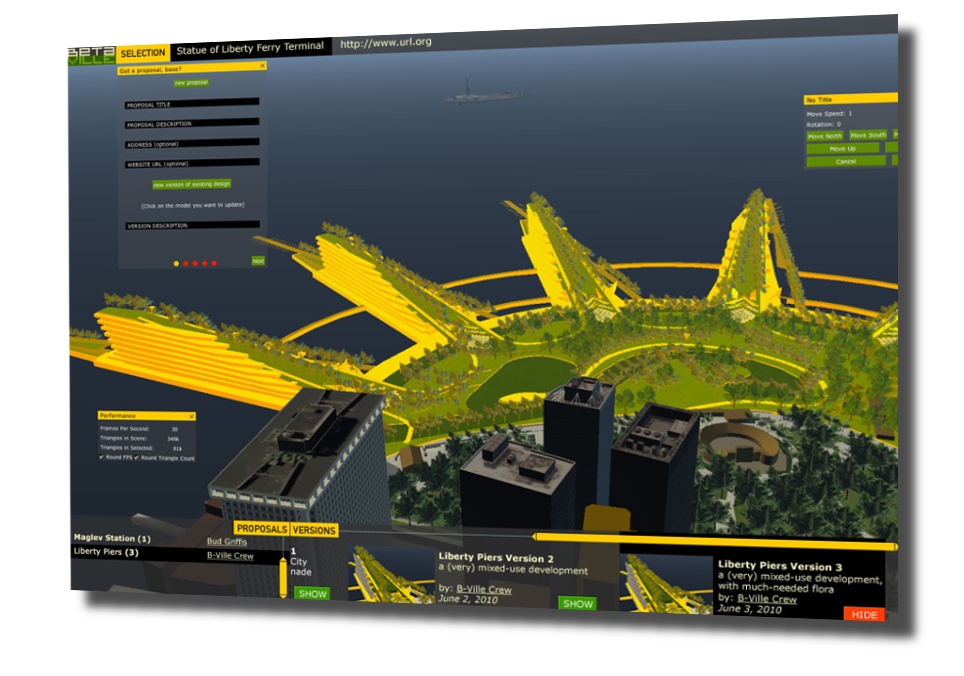 BETA
VILLE
SELECTION
Statue of Liberty Ferry Terminal
http://www.url.org
Got a proposal, base?
new proposal
PROPOSAL TITLE
PROPOSAL DESCRIPTION
ADDRESS (optional)
WEBSITE URL (optional)
new version of existing design
[Click on the model you want to update]
VERSION DESCRIPTION
next
No Title
Move Speed: 1
Rotation: 0
Move North Move South
Move Up
Cancel
Performance
Frames Per Second: 30
Triangles in Scene: 349k
Triangles in Selected: 81k
Round FPS Round Triangle Count
PROPOSALS VERSIONS
Maglev Station (1) Bud Griffis
Liberty Piers (3) B-Ville Crew
1
City
nade
SHOW
Liberty Piers Version 2
a (very) mixed-use development
by: B-Ville Crew
June 2, 2010
SHOW
Liberty Piers Version 3
a (very) mixed-use development,
with much-needed flora
by: B-Ville Crew
June 3, 2010
HIDE